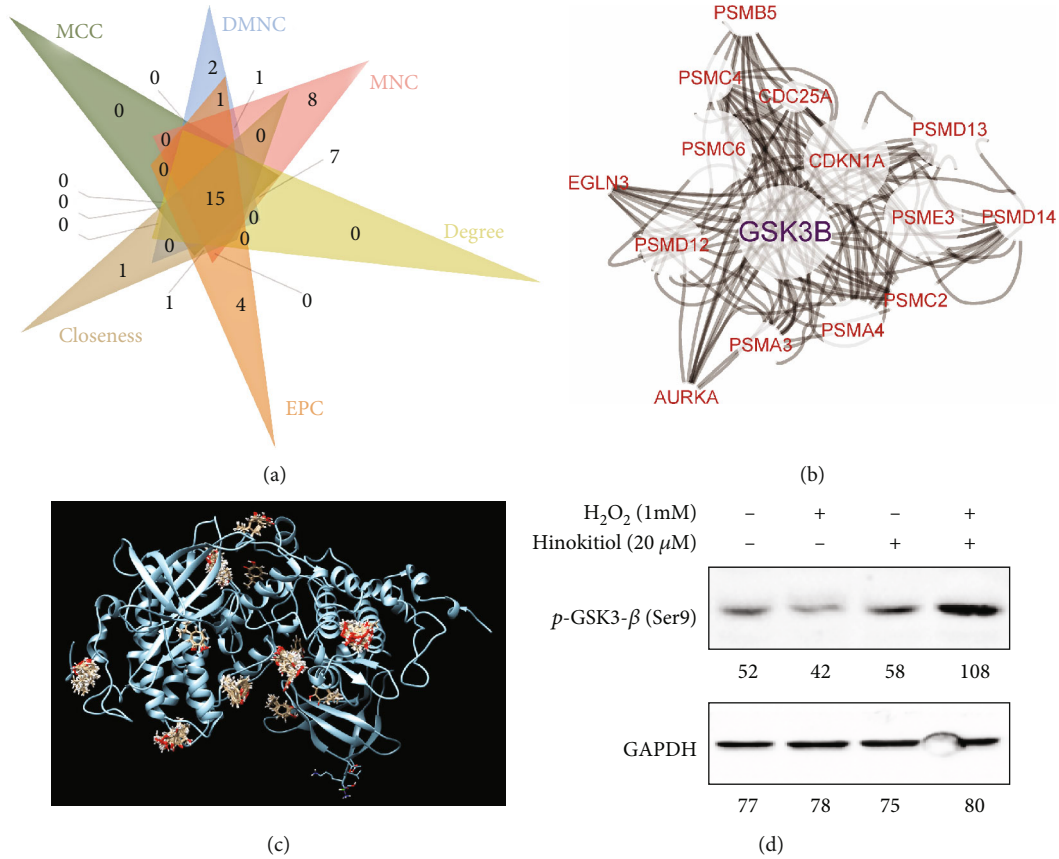 MCC
DMNC
MNC
0
2
1
8
0
1
0
0
0
7
0
0
0
0
15
0
0
0
0
Degree
1
1
4
0
Closeness
EPC
(a)
PSMB5
PSMC4
CDC25A
PSMD13
PSMC6
CDKN1A
EGLN3
PSME3
PSMD14
GSK3B
PSMD12
PSMC2
PSMA4
PSMA3
AURKA
(b)
(c)
H₂O₂ (1mM) – + – +
Hinokitiol (20 μM) – – + +
p-GSK3-β (Ser9)
52 42 58 108
GAPDH
77 78 75 80
(d)